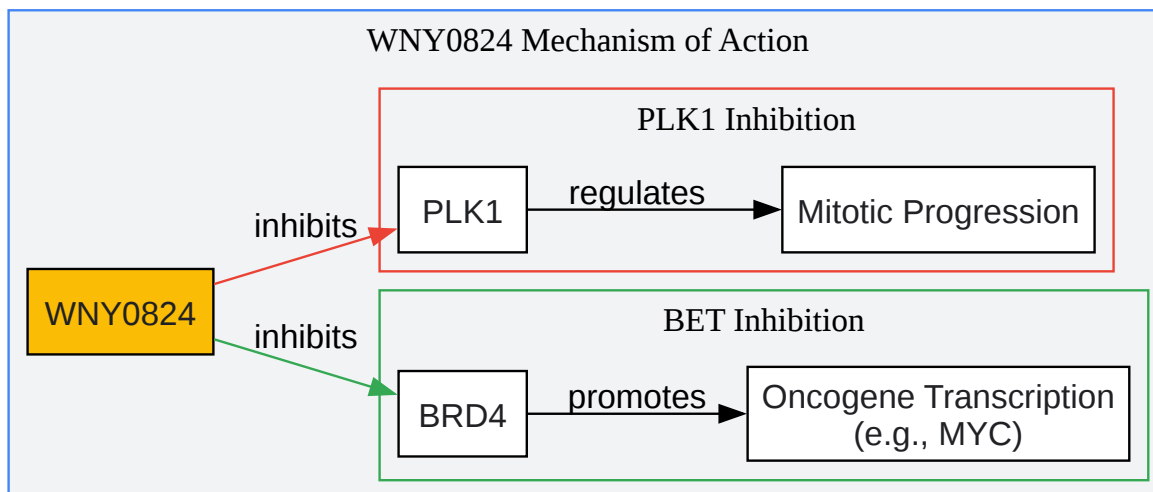 WNY0824 Mechanism of Action
PLK1 Inhibition
PLK1
regulates
Mitotic Progression
inhibits
WNY0824
inhibits
BET Inhibition
BRD4
promotes
Oncogene Transcription
(e.g., MYC)